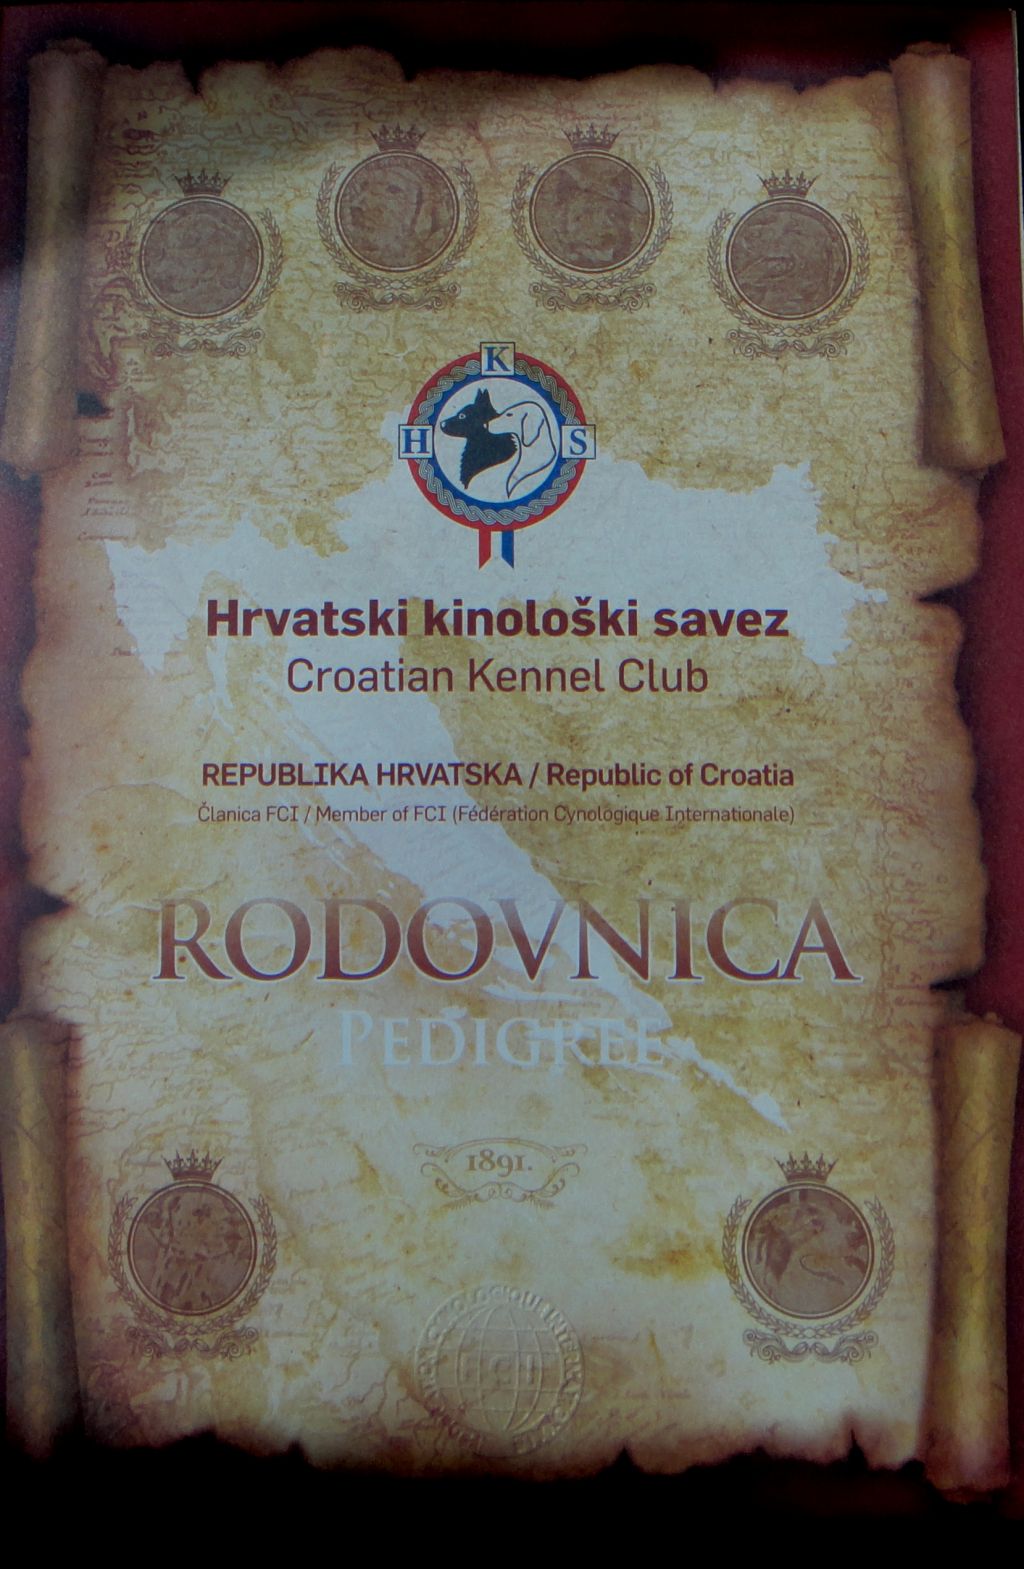 K
H S
Hrvatski kinološki savez
Croatian Kennel Club
REPUBLIKA HRVATSKA / Republic of Croatia
Članica FCI / Member of FCI (Fédération Cynologique Internationale)
RODOVNICA
PEDIGREE
1891.
FCI